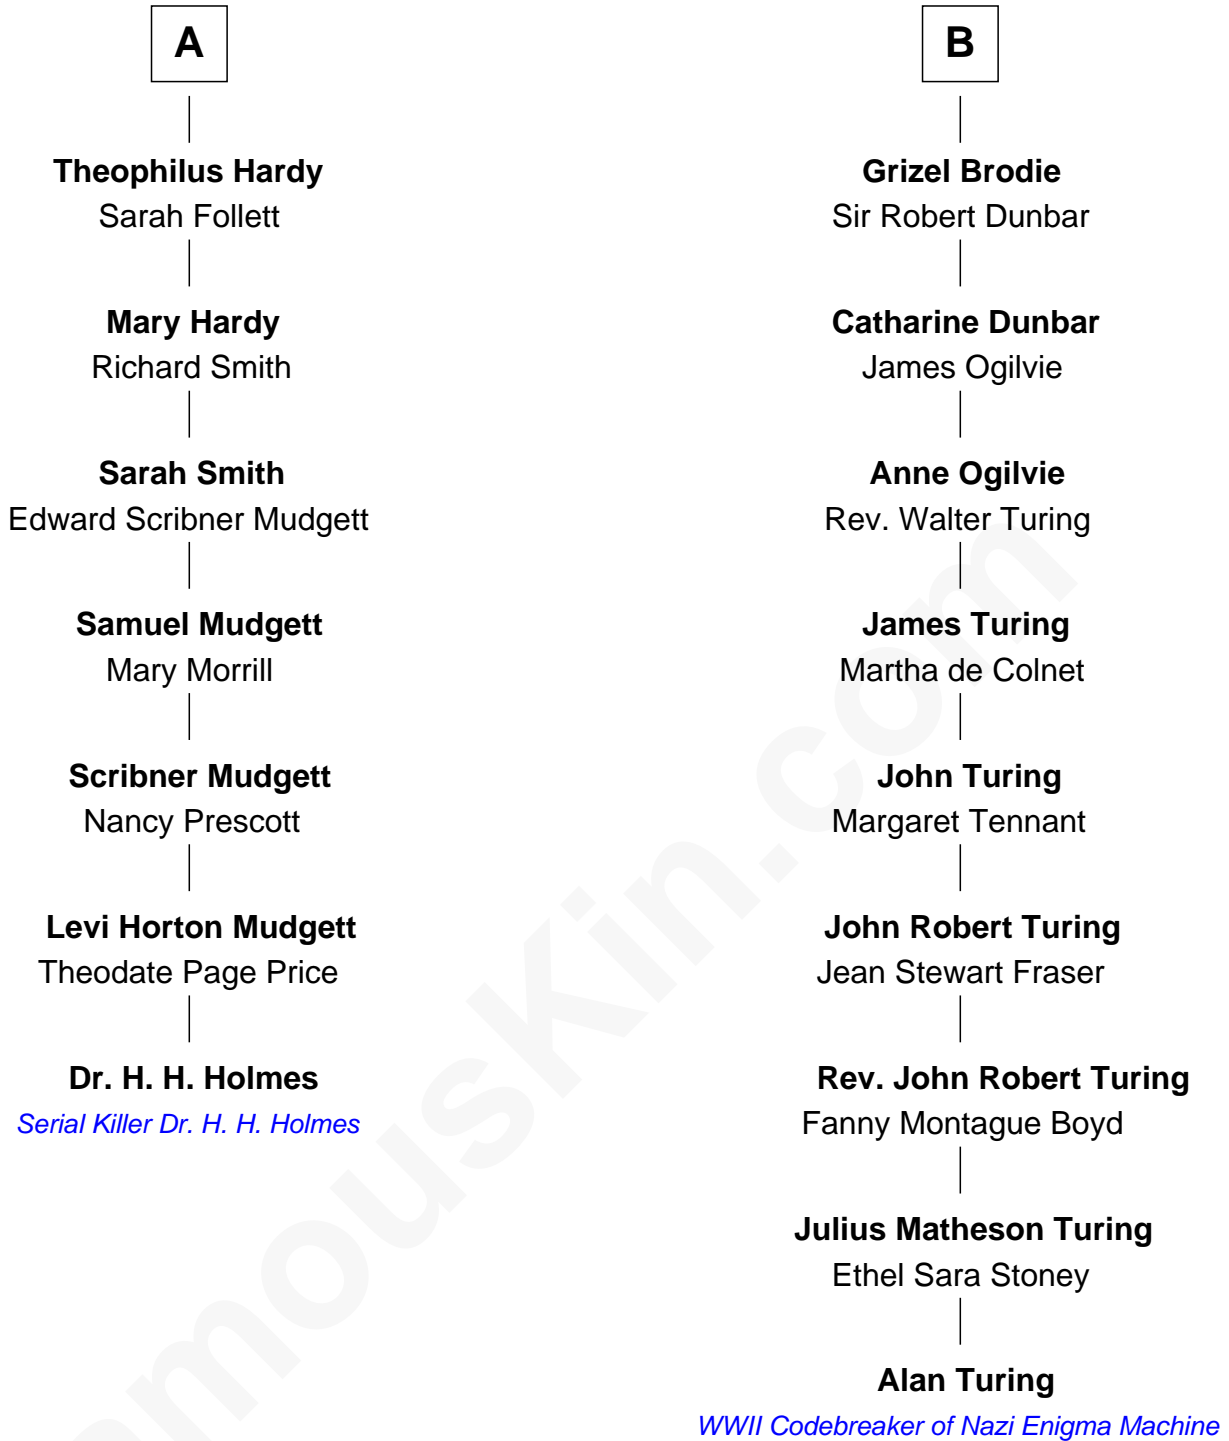 A
Theophilus Hardy
Sarah Follett
Mary Hardy
Richard Smith
Sarah Smith
Edward Scribner Mudgett
Samuel Mudgett
Mary Morrill
Scribner Mudgett
Nancy Prescott
Levi Horton Mudgett
Theodate Page Price
Dr. H. H. Holmes
Serial Killer Dr. H. H. Holmes
B
Grizel Brodie
Sir Robert Dunbar
Catharine Dunbar
James Ogilvie
Anne Ogilvie
Rev. Walter Turing
James Turing
Martha de Colnet
John Turing
Margaret Tennant
John Robert Turing
Jean Stewart Fraser
Rev. John Robert Turing
Fanny Montague Boyd
Julius Matheson Turing
Ethel Sara Stoney
Alan Turing
WWII Codebreaker of Nazi Enigma Machine
amouskin.com